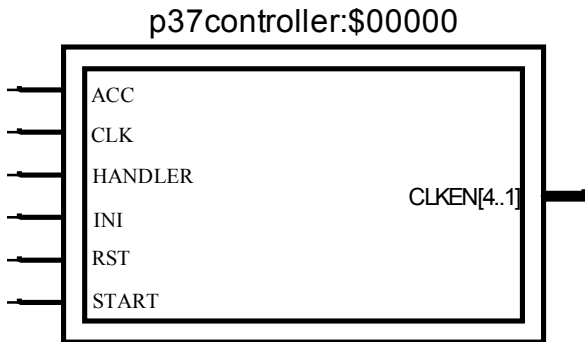 p37controller:$00000
ACC
CLK
HANDLER
CLKEN[4..1]
INI
RST
START